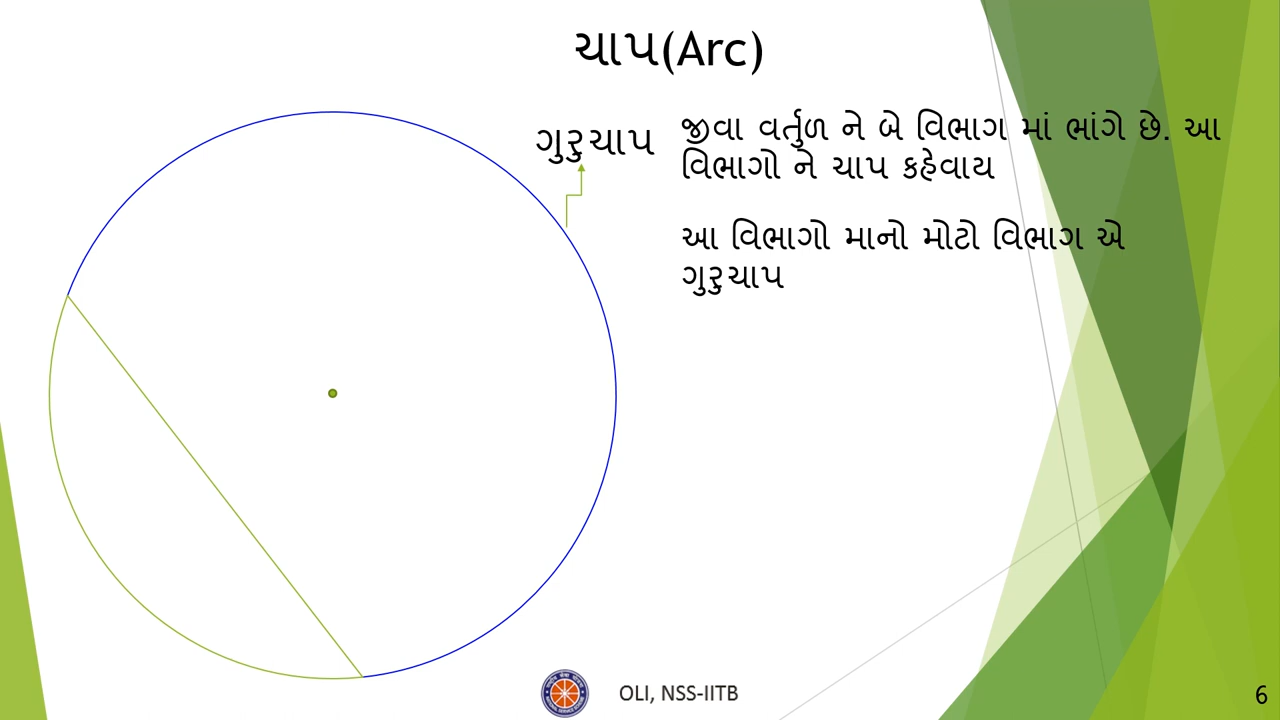 ચાપ(Arc)
ગુરુચાપ
જીવા વર્તુળ ને બે વિભાગ માં ભાંગે છે. આ
વિભાગો ને ચાપ કહેવાય
આ વિભાગો માનો મોટો વિભાગ એ
ગુરુચાપ
OLI, NSS-IITB
6